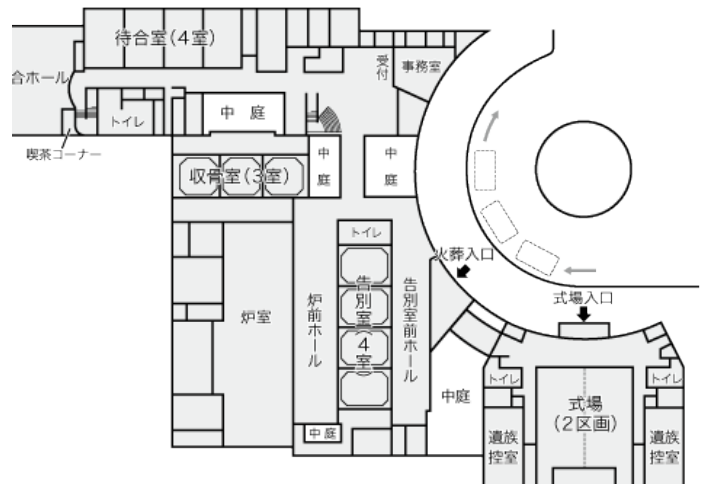 待合室(4室)
合ホール
受付
事務室
トイレ
中庭
喫茶コーナー
中庭
中庭
収骨室(3室)
トイレ
火葬入口
式場入口
炉室
炉前ホール
告別室(4室)
告別室前ホール
中庭
中庭
トイレ
トイレ
式場
(2区画)
遺族
控室
遺族
控室